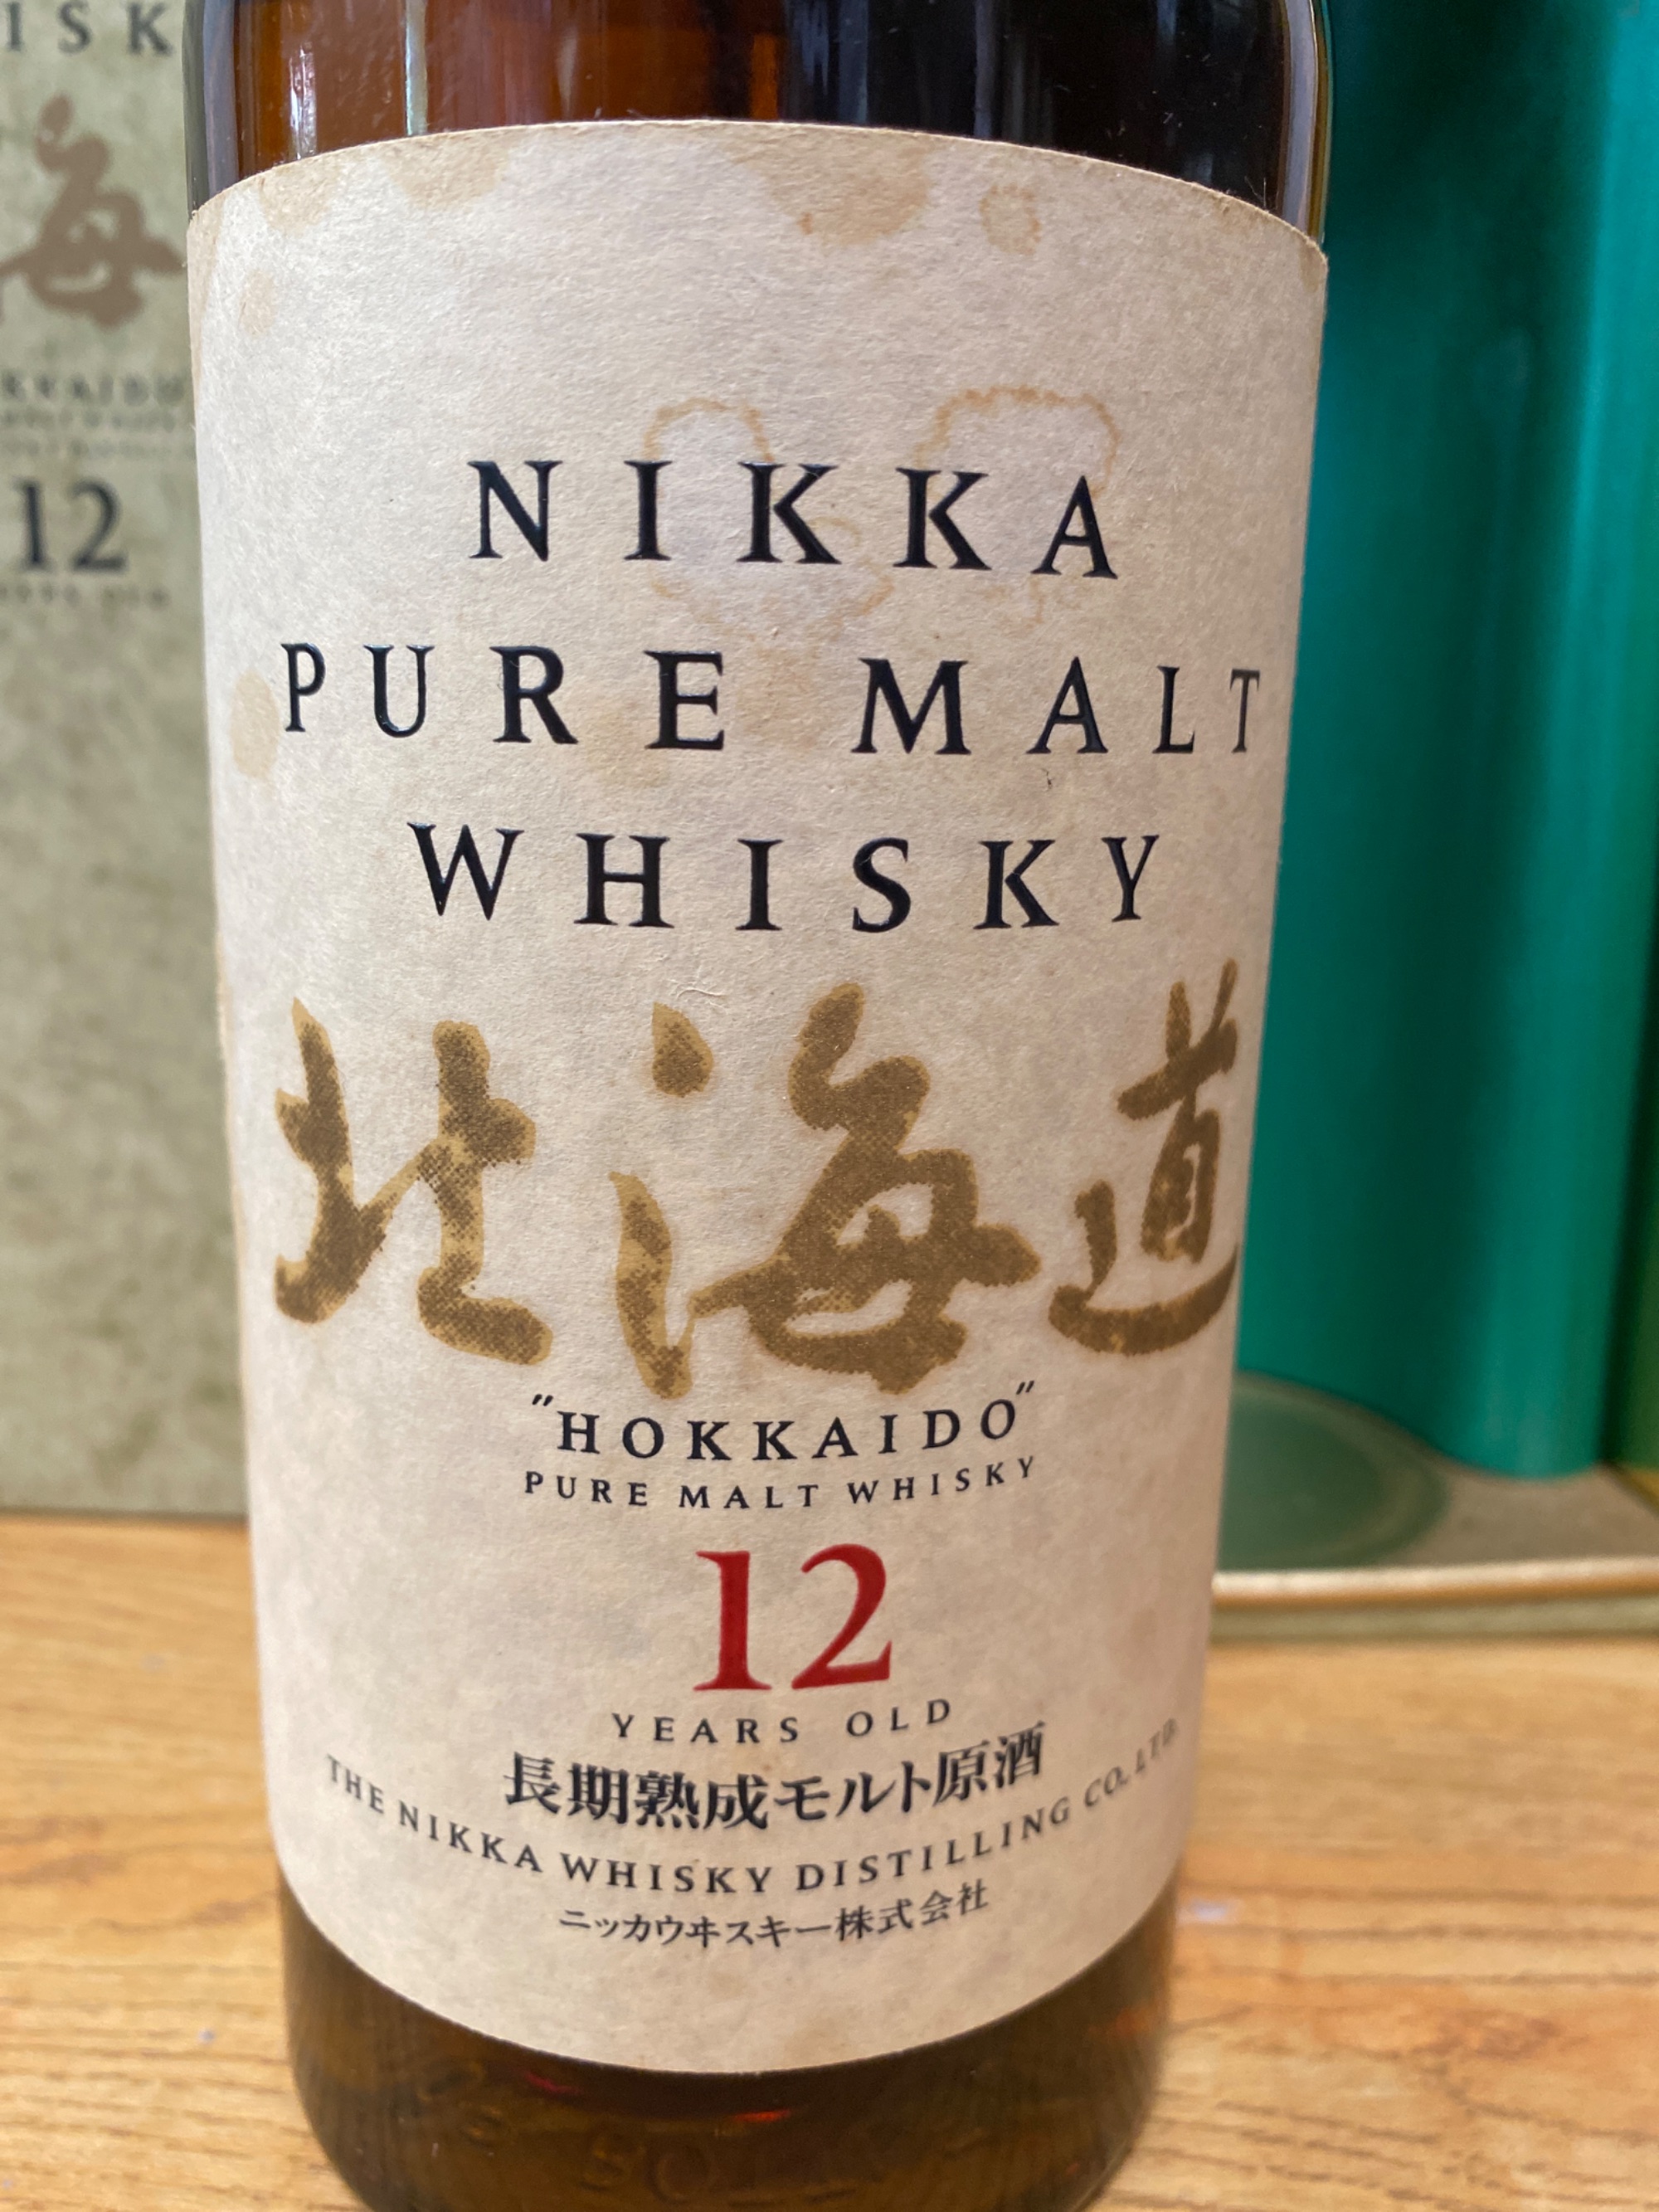 NIKKA
PURE MALT
WHISKY
北海道
"HOKKAIDO"
PURE MALT WHISKY
12
YEARS OLD
長期熟成モルト原酒
THE NIKKA WHISKY DISTILLING CO., LTD.
ニッカウヰスキー株式会社
ISK
海
12